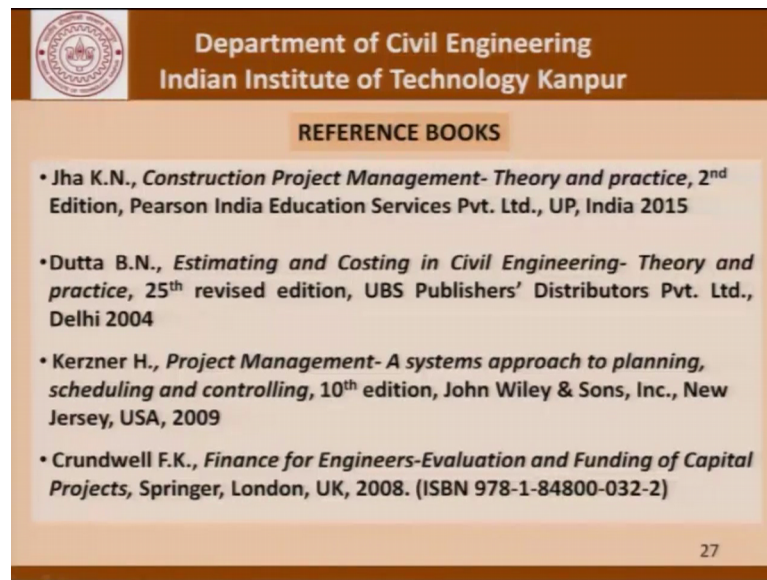 Department of Civil Engineering
Indian Institute of Technology Kanpur
REFERENCE BOOKS
• Jha K.N., Construction Project Management- Theory and practice, 2nd
Edition, Pearson India Education Services Pvt. Ltd., UP, India 2015
•Dutta B.N., Estimating and Costing in Civil Engineering- Theory and
practice, 25th revised edition, UBS Publishers’ Distributors Pvt. Ltd.,
Delhi 2004
• Kerzner H., Project Management- A systems approach to planning,
scheduling and controlling, 10th edition, John Wiley & Sons, Inc., New
Jersey, USA, 2009
• Crundwell F.K., Finance for Engineers-Evaluation and Funding of Capital
Projects, Springer, London, UK, 2008. (ISBN 978-1-84800-032-2)
27